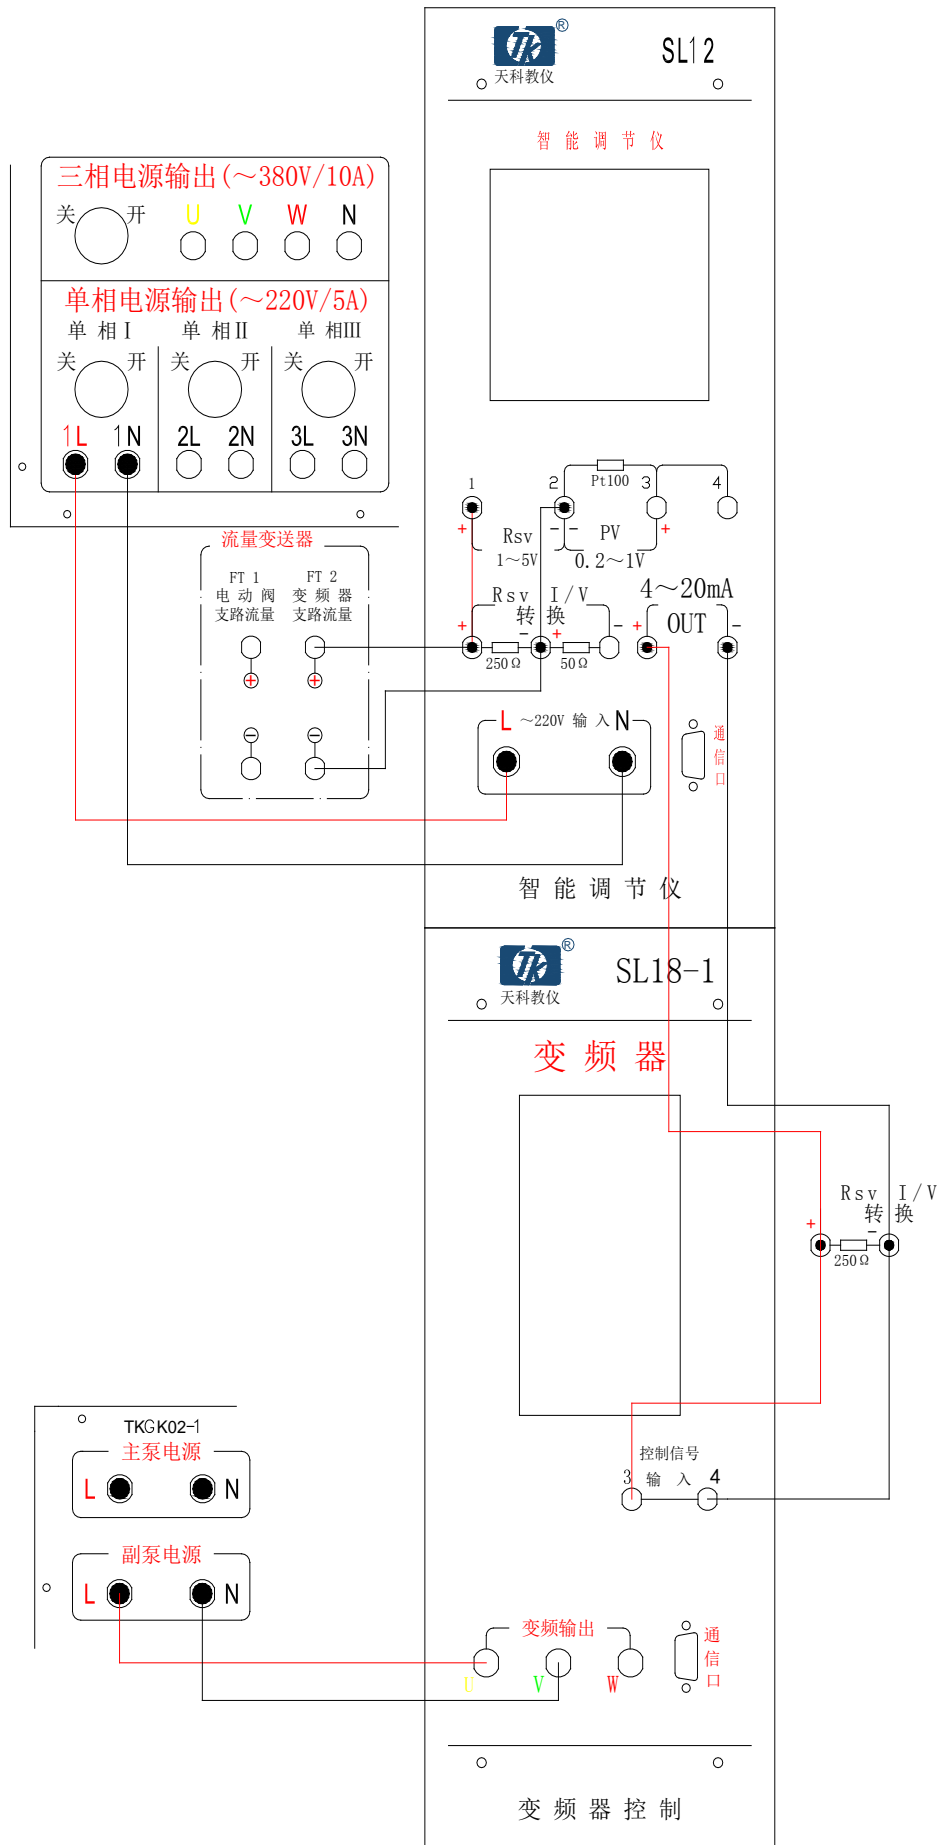 ®
天科教仪
SL12
智能调节仪
三相电源输出(～380V/10A)
关 开 U V W N
单相电源输出(～220V/5A)
单相Ⅰ 单相Ⅱ 单相Ⅲ
关 开 关 开 关 开
1L 1N 2L 2N 3L 3N
1 2 Pt100 3 4
+ Rsv - - PV +
1～5V 0.2～1V
流量变送器
FT 1 FT 2
电动阀 变频器
支路流量 支路流量
+ +
- -
Rsv I/V 4～20mA
转换 OUT
+ - + - + -
250Ω 50Ω
L ～220V 输入 N
通信口
智能调节仪
®
天科教仪
SL18-1
变频器
Rsv I/V
转换
+ -
250Ω
控制信号
3 输入 4
TKGK02-1
主泵电源
L N
副泵电源
L N
变频输出
U V W
通信口
变频器控制